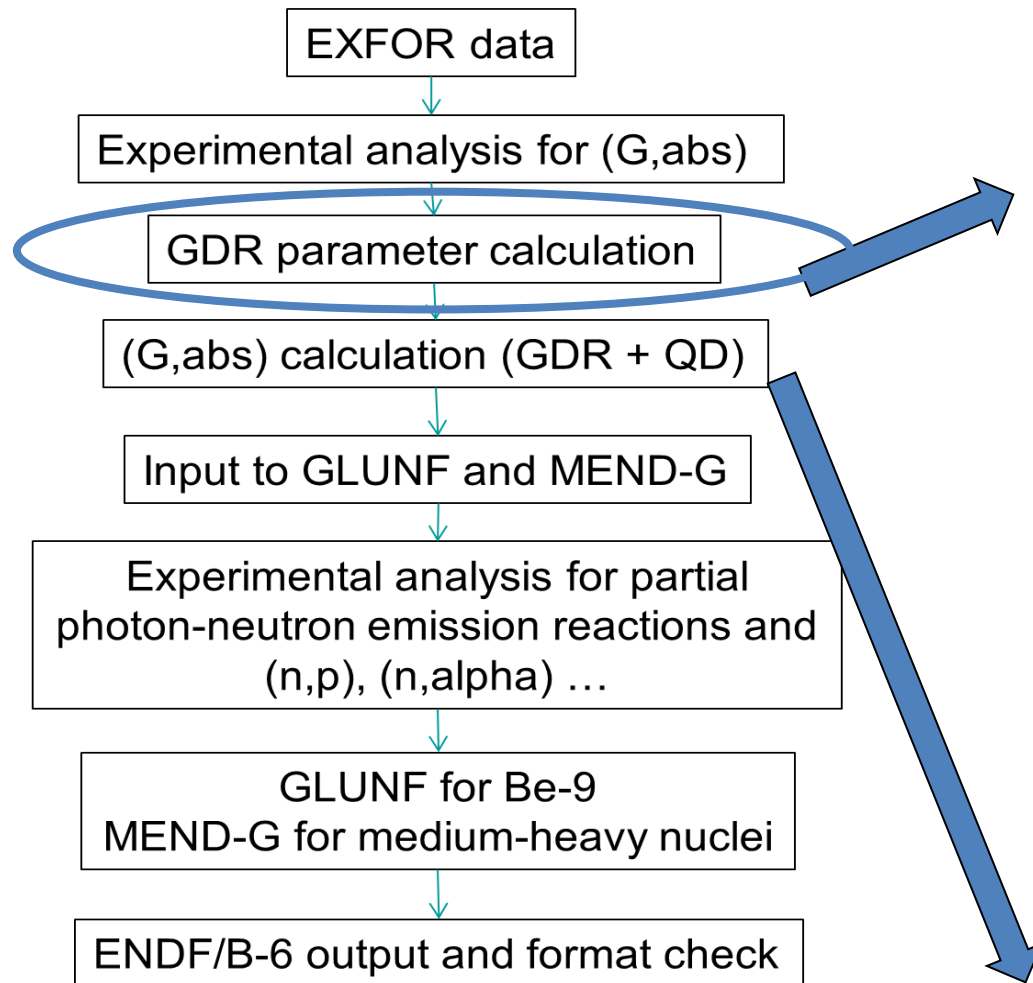 EXFOR data
Experimental analysis for (G,abs)
GDR parameter calculation
(G,abs) calculation (GDR + QD)
Input to GLUNF and MEND-G
Experimental analysis for partial
photon-neutron emission reactions and
(n,p), (n,alpha) …
GLUNF for Be-9
MEND-G for medium-heavy nuclei
ENDF/B-6 output and format check